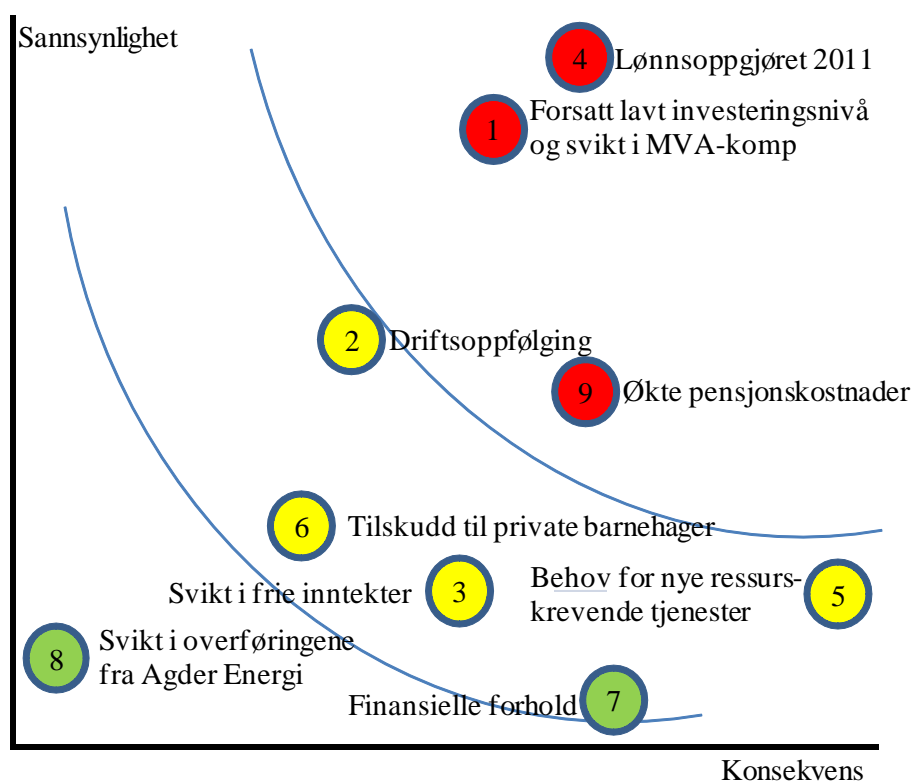 Sannsynlighet
4 Lønnsoppgjøret 2011
1 Forsatt lavt investeringsnivå
og svikt i MVA-komp
2 Driftsoppfølging
9 Økte pensjonskostnader
6 Tilskudd til private barnehager
Svikt i frie inntekter 3
Behov for nye ressurs-
krevende tjenester 5
8 Svikt i overføringene
fra Agder Energi
Finansielle forhold 7
Konsekvens